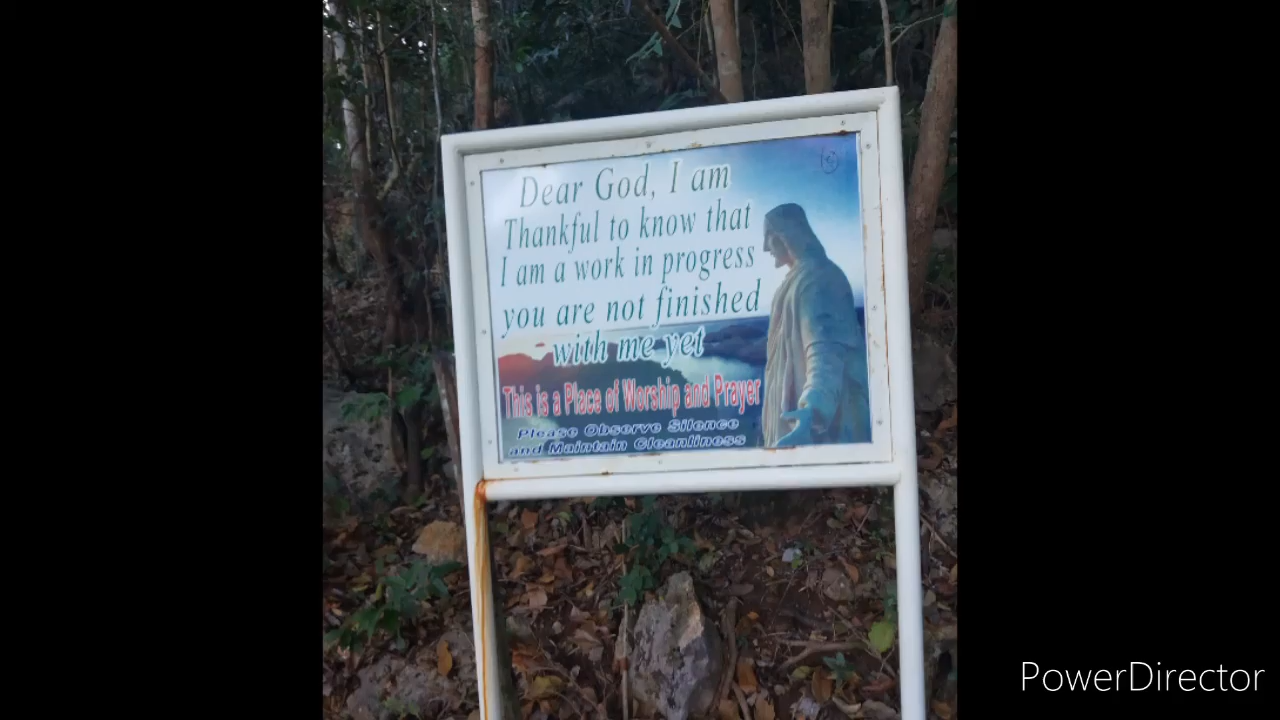 Dear God, I am
Thankful to know that
I am a work in progress
you are not finished
with me yet
This is a Place of Worship and Prayer
Please Observe Silence
and Maintain Cleanliness
PowerDirector